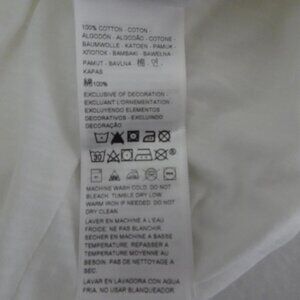 100% COTTON - COTON
ALGODÓN - ALGODÃO - COTONE
BAUMWOLLE - KATOEN - PAMUK
ХЛОПОК - BAMBAKI - BAWEŁNA
PAMUT - BAVLNA 棉 - 면
KAPAS
綿100%
EXCLUSIVE OF DECORATION
EXCLUANT L'ORNEMENTATION
EXCLUYENDO ELEMENTOS
DECORATIVOS - EXCLUINDO
DECORAÇÃO
MACHINE WASH COLD. DO NOT
BLEACH. TUMBLE DRY LOW.
WARM IRON IF NEEDED. DO NOT
DRY CLEAN.
LAVER EN MACHINE A L'EAU
FROIDE. NE PAS BLANCHIR.
SECHER EN MACHINE A BASSE
TEMPERATURE. REPASSER A
TEMPERATURE MOYENNE AU
BESOIN. PAS DE NETTOYAGE A
SEC.
LAVAR EN LAVADORA CON AGUA
FRIA. NO USAR BLANQUEADOR.